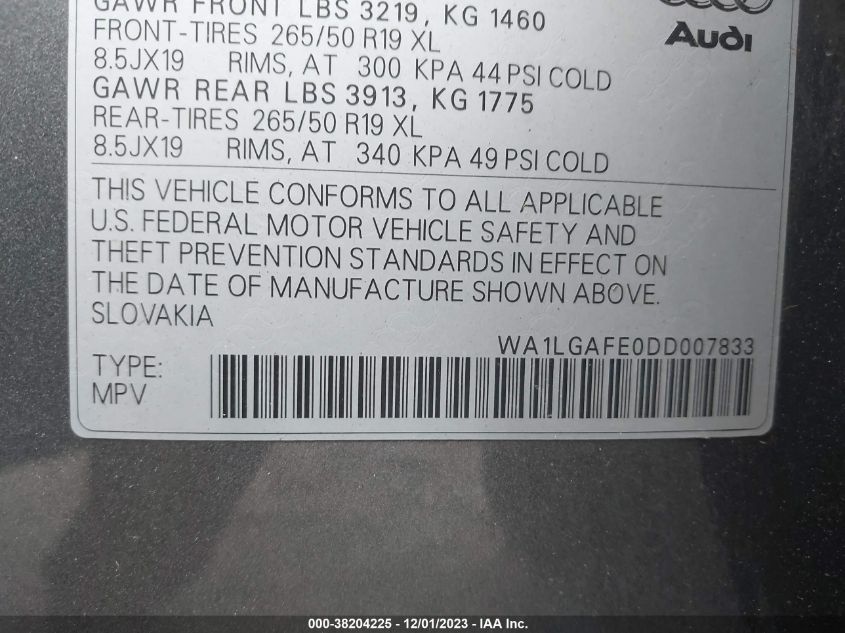 GAWR FRONT LBS 3219, KG 1460
FRONT-TIRES 265/50 R19 XL
8.5JX19 RIMS, AT 300 KPA 44 PSI COLD
GAWR REAR LBS 3913, KG 1775
REAR-TIRES 265/50 R19 XL
8.5JX19 RIMS, AT 340 KPA 49 PSI COLD
Audi
THIS VEHICLE CONFORMS TO ALL APPLICABLE
U.S. FEDERAL MOTOR VEHICLE SAFETY AND
THEFT PREVENTION STANDARDS IN EFFECT ON
THE DATE OF MANUFACTURE SHOWN ABOVE.
SLOVAKIA
WA1LGAFE0DD007833
TYPE:
MPV
000-38204225 - 12/01/2023 - IAA Inc.